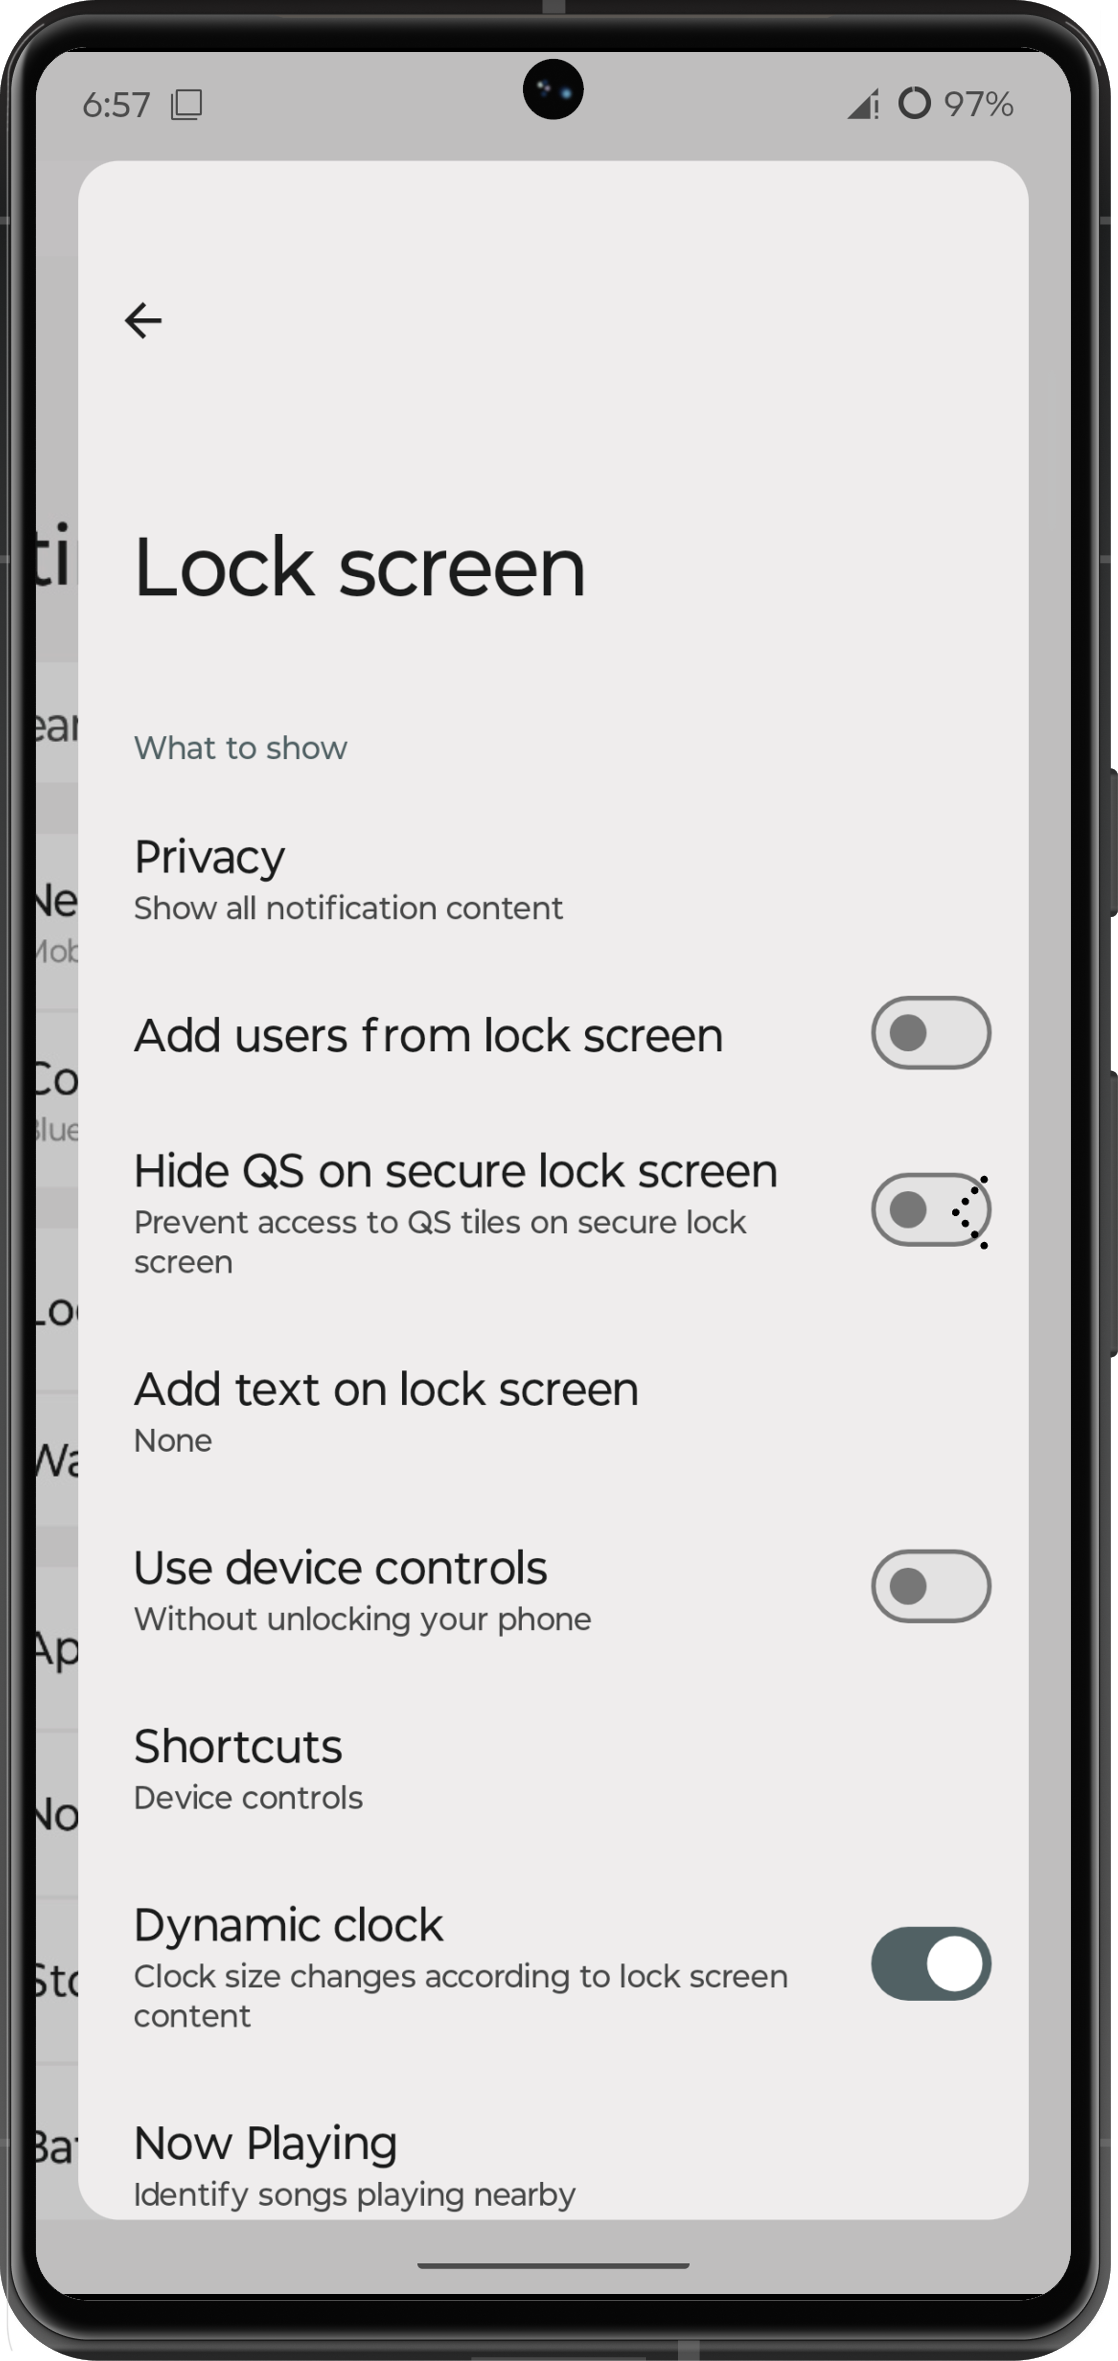 6:57
97%
Lock screen
What to show
Privacy
Show all notification content
Add users from lock screen
Hide QS on secure lock screen
Prevent access to QS tiles on secure lock
screen
Add text on lock screen
None
Use device controls
Without unlocking your phone
Shortcuts
Device controls
Dynamic clock
Clock size changes according to lock screen
content
Now Playing
Identify songs playing nearby